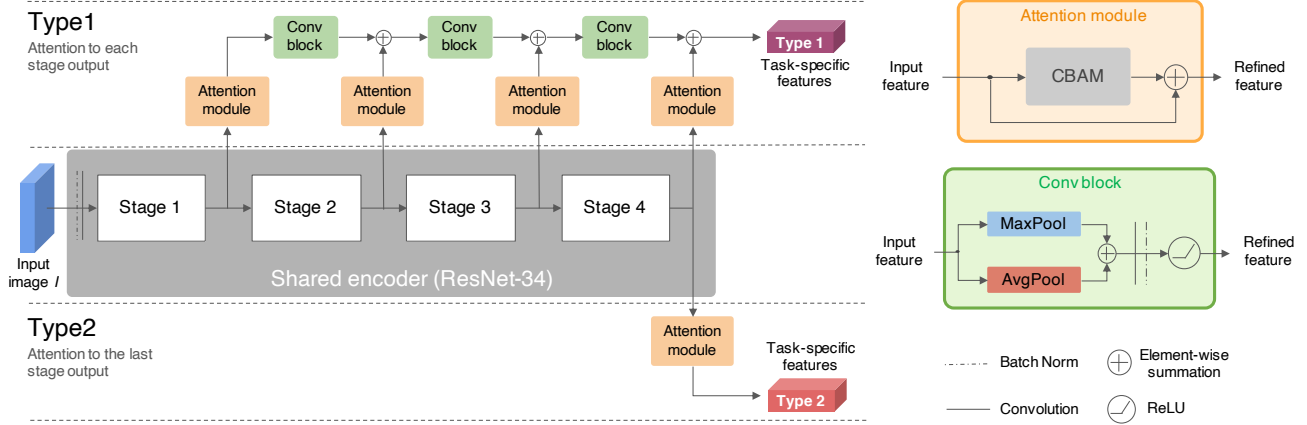 Type1
Attention to each
stage output
Conv
block
Conv
block
Conv
block
Type 1
Task-specific
features
Attention
module
Attention
module
Attention
module
Attention
module
Stage 1
Stage 2
Stage 3
Stage 4
Input
image I
Shared encoder (ResNet-34)
Type2
Attention to the last
stage output
Attention
module
Task-specific
features
Type 2
Attention module
Input
feature
CBAM
Refined
feature
Conv block
Input
feature
MaxPool
AvgPool
Refined
feature
Batch Norm
Element-wise
summation
Convolution
ReLU